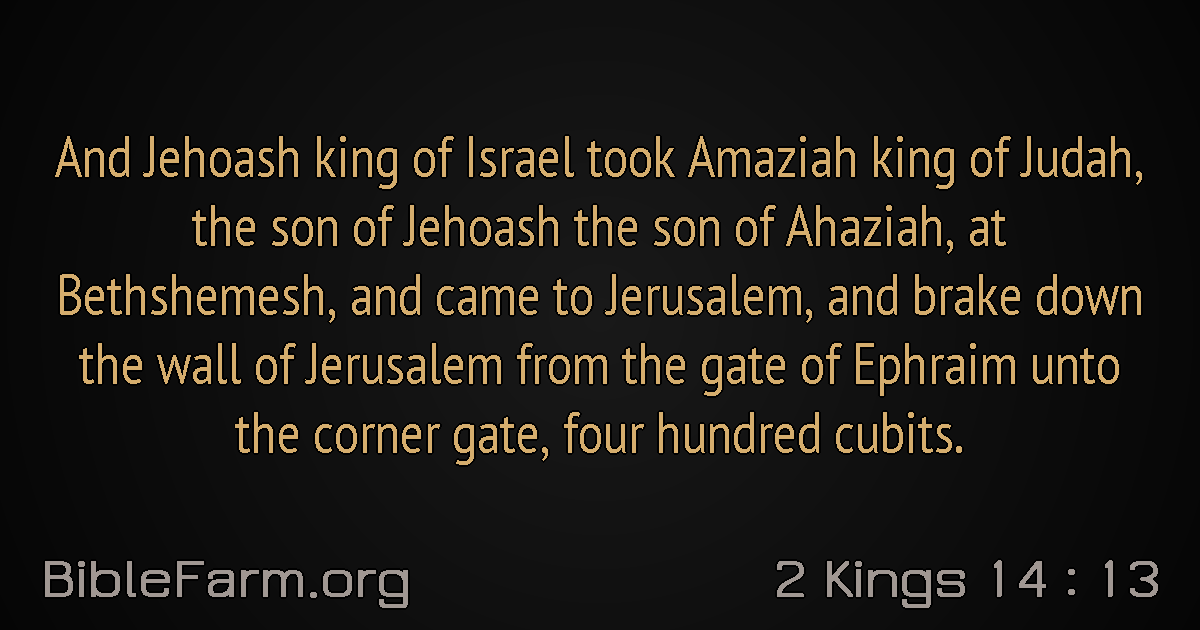 And Jehoash king of Israel took Amaziah king of Judah,
the son of Jehoash the son of Ahaziah, at
Bethshemesh, and came to Jerusalem, and brake down
the wall of Jerusalem from the gate of Ephraim unto
the corner gate, four hundred cubits.
BibleFarm.org
2 Kings 14 : 13